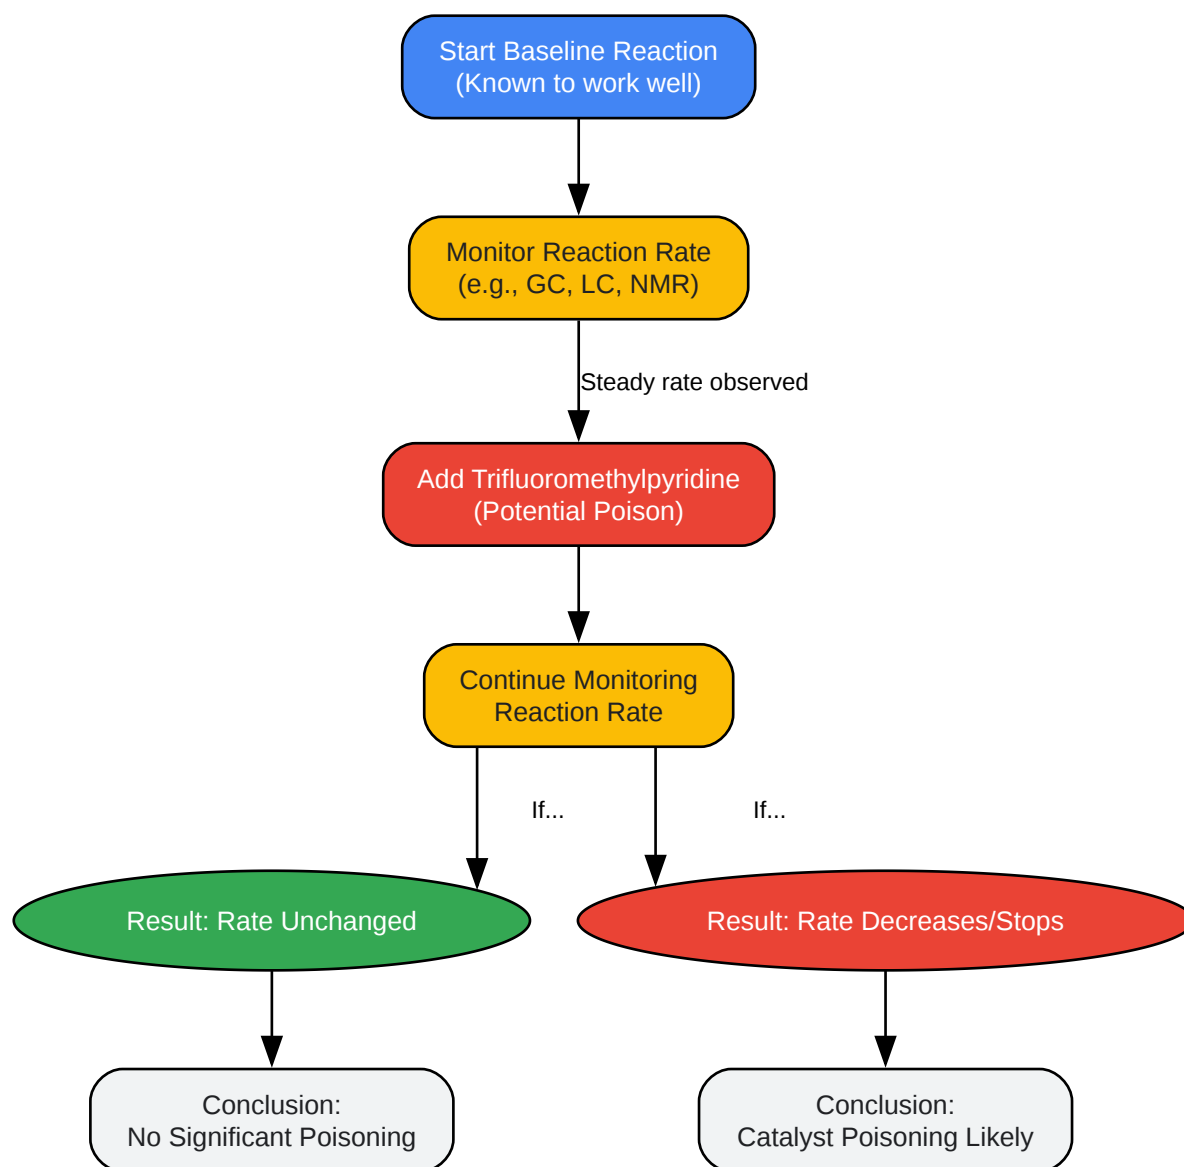 Start Baseline Reaction
(Known to work well)
Monitor Reaction Rate
(e.g., GC, LC, NMR)
Steady rate observed
Add Trifluoromethylpyridine
(Potential Poison)
Continue Monitoring
Reaction Rate
If...
If...
Result: Rate Unchanged
Result: Rate Decreases/Stops
Conclusion:
No Significant Poisoning
Conclusion:
Catalyst Poisoning Likely